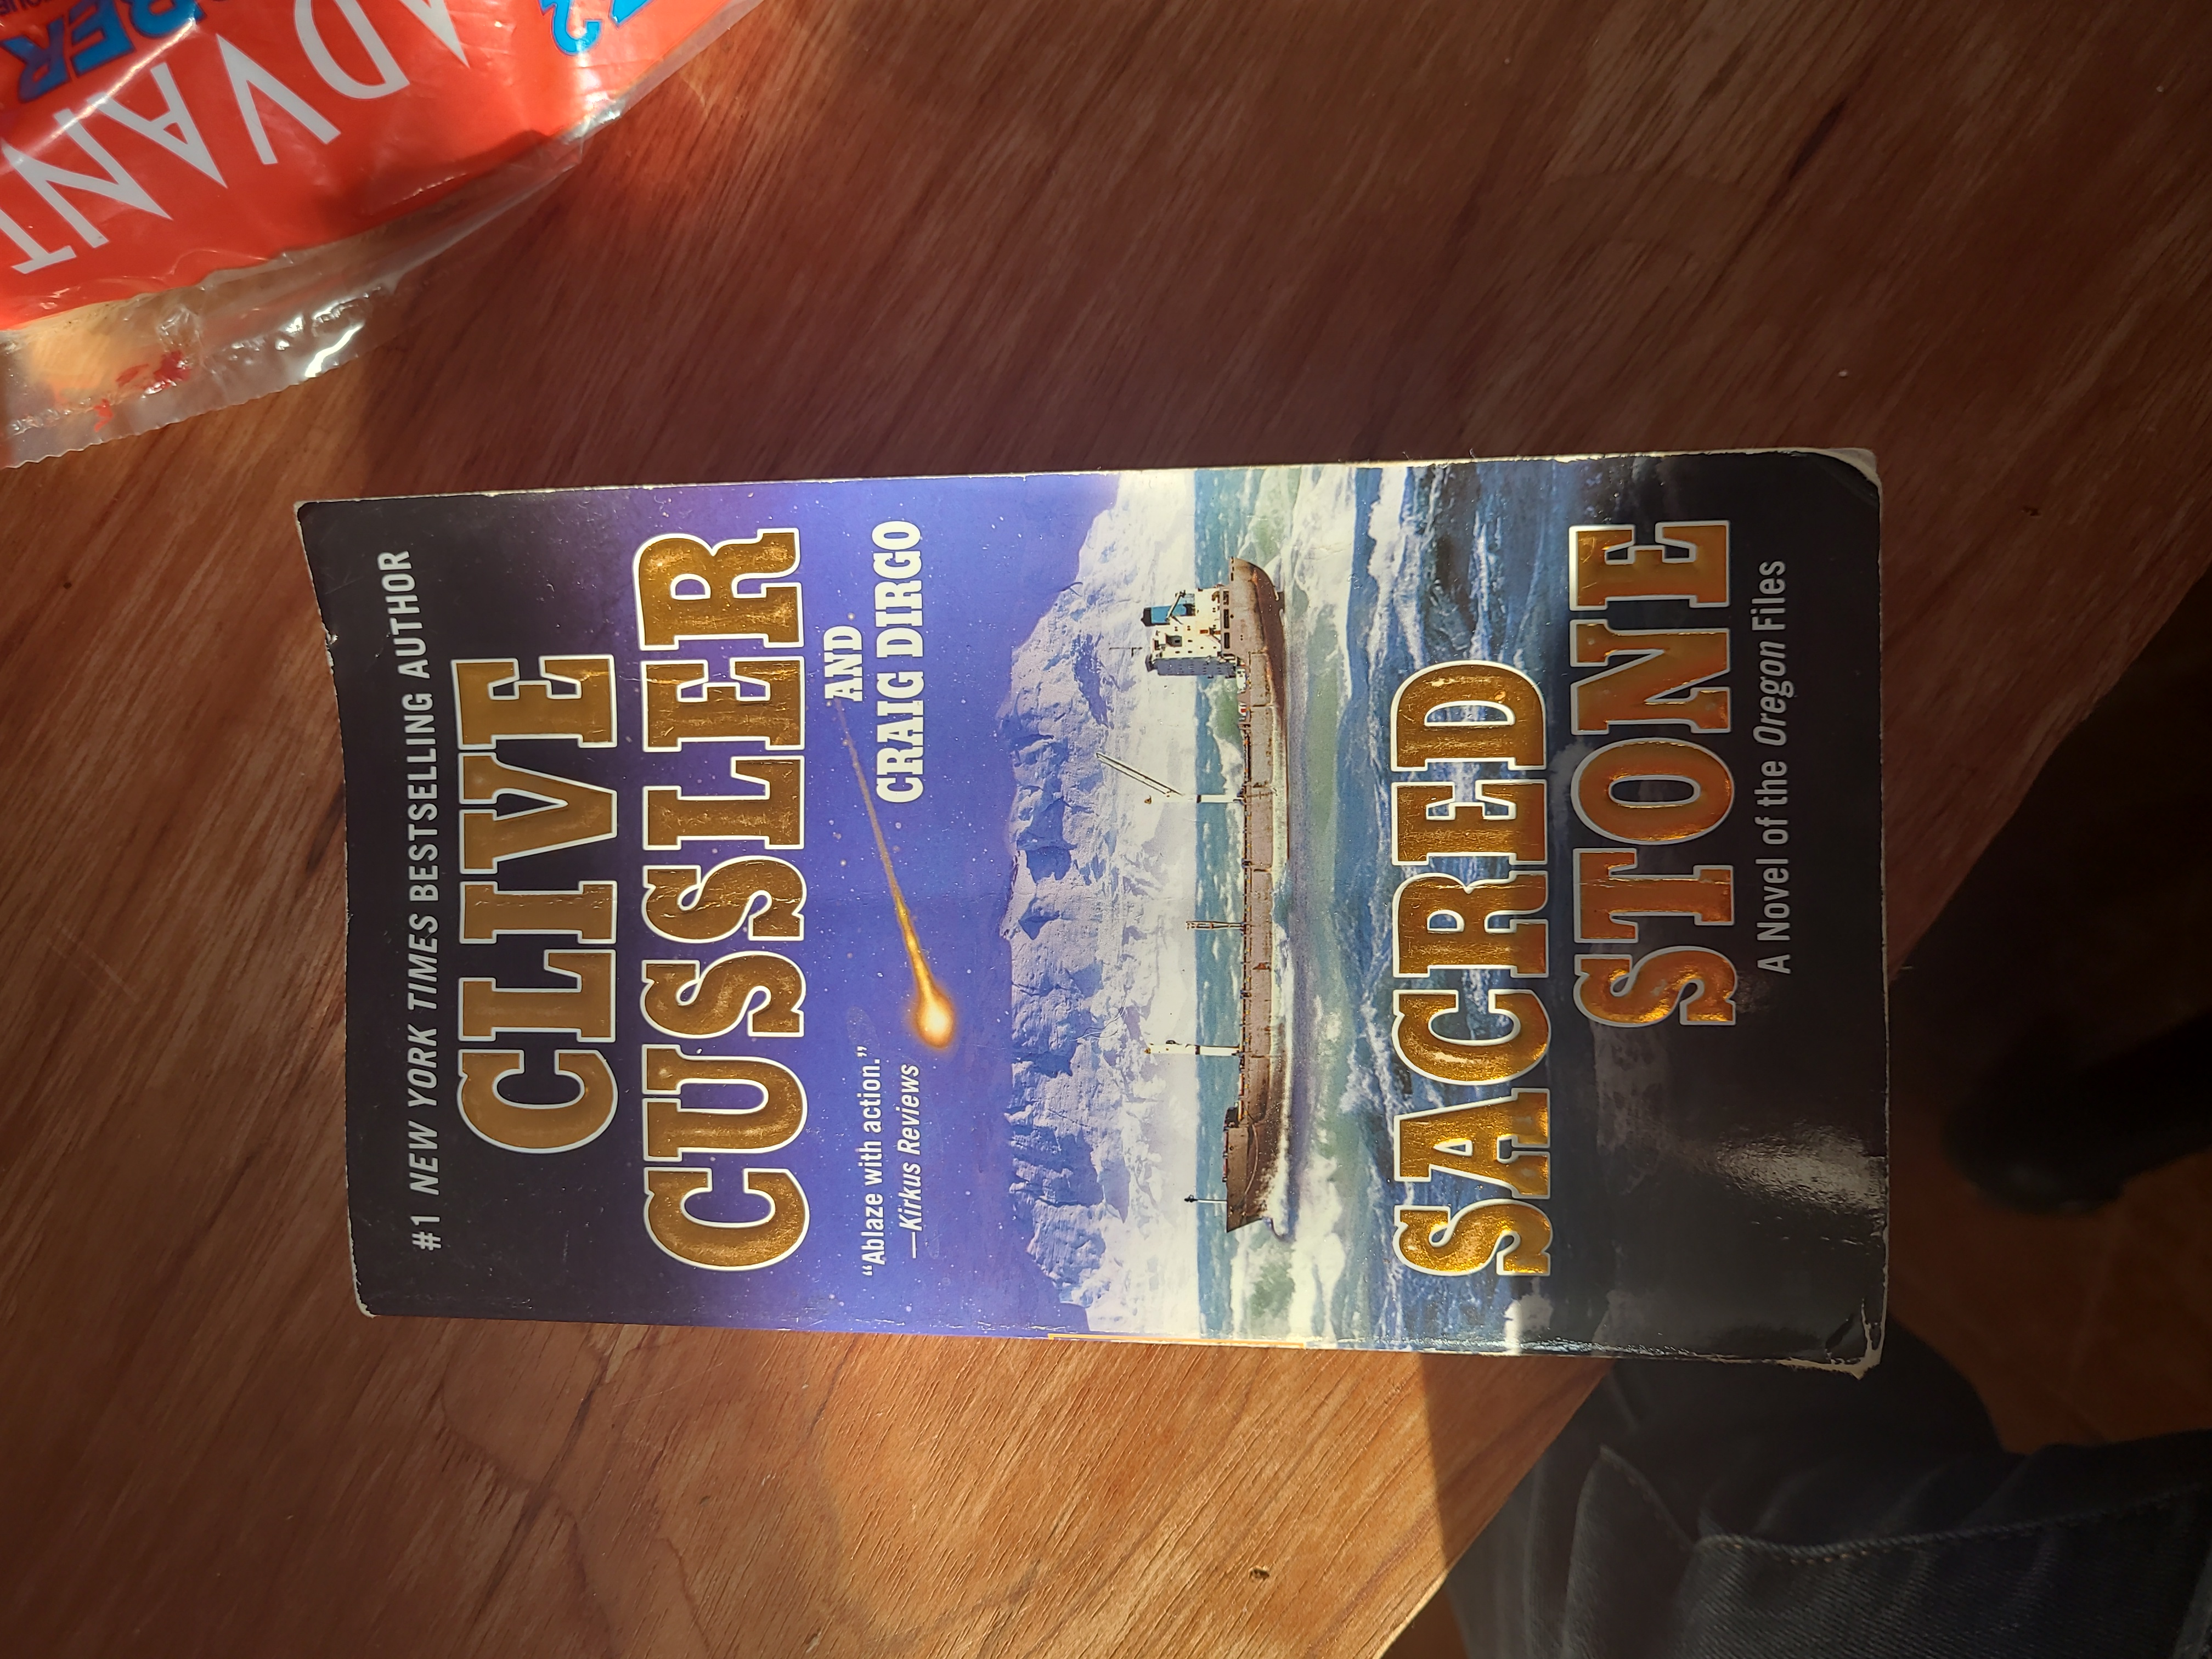 #1 NEW YORK TIMES BESTSELLING AUTHOR
CLIVE
CUSSLER
AND
CRAIG DIRGO
“Ablaze with action.”
—Kirkus Reviews
SACRED
STONE
A Novel of the Oregon Files